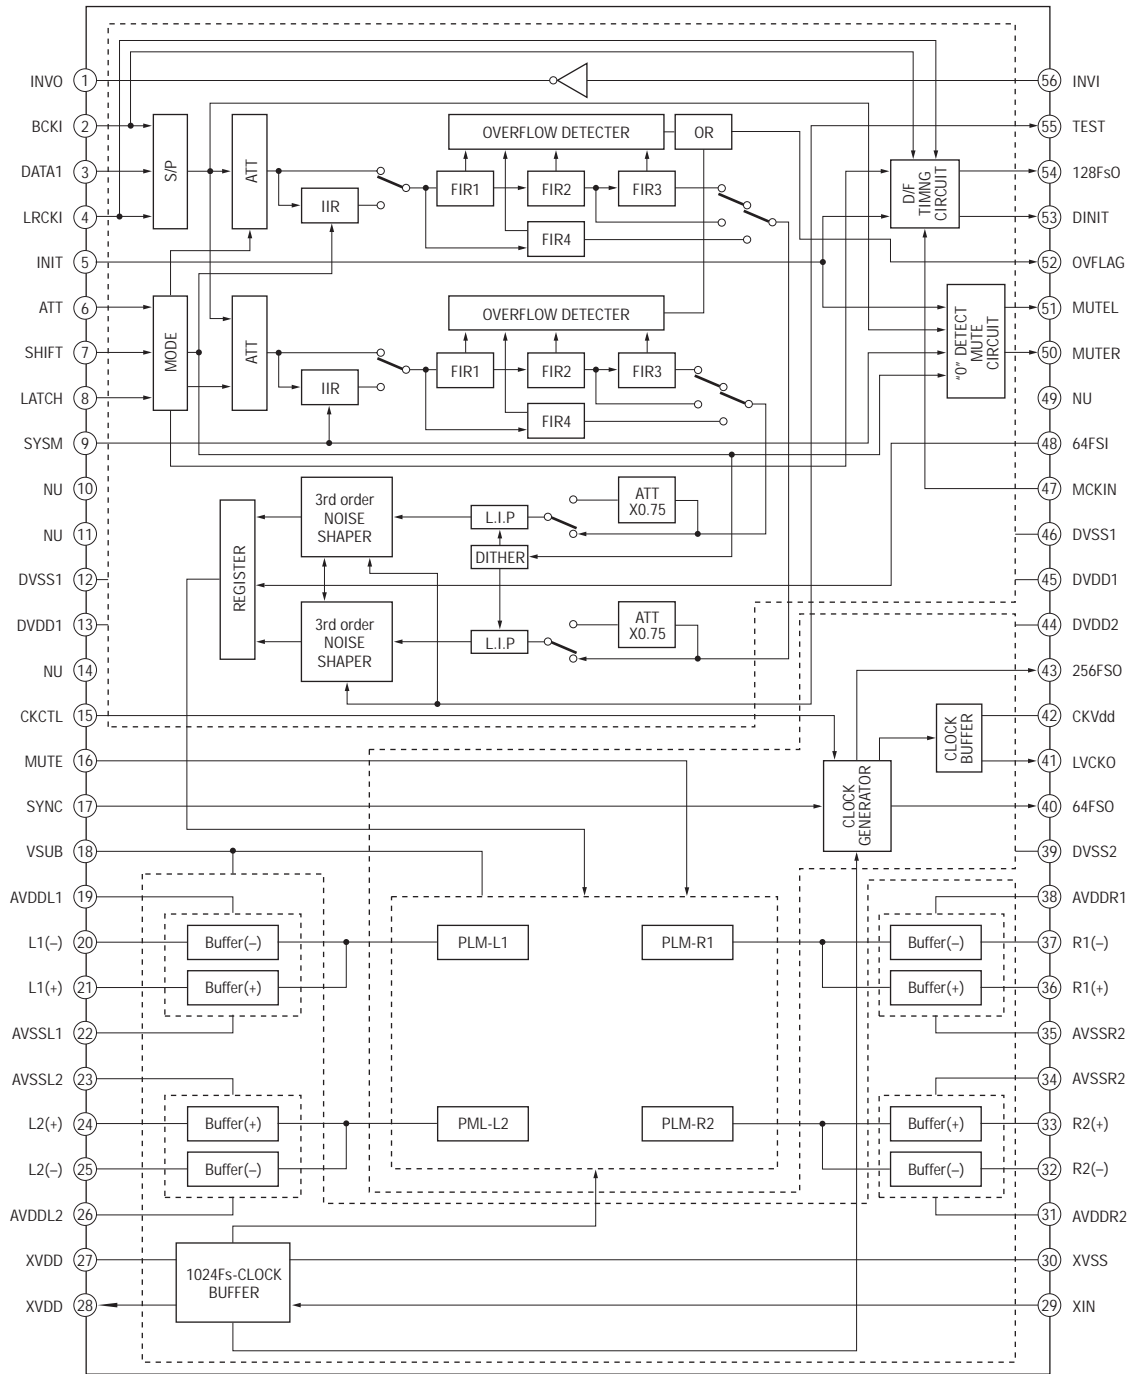 INVO 1
BCKI 2
DATA1 3
LRCKI 4
INIT 5
ATT 6
SHIFT 7
LATCH 8
SYSM 9
NU 10
NU 11
DVSS1 12
DVDD1 13
NU 14
CKCTL 15
MUTE 16
SYNC 17
VSUB 18
AVDDL1 19
L1(–) 20
L1(+) 21
AVSSL1 22
AVSSL2 23
L2(+) 24
L2(–) 25
AVDDL2 26
XVDD 27
XVDD 28
S/P
ATT
IIR
OVERFLOW DETECTER
OR
FIR1
FIR2
FIR3
FIR4
D/F
TIMNG
CIRCUIT
MODE
ATT
IIR
OVERFLOW DETECTER
FIR1
FIR2
FIR3
FIR4
"0" DETECT
MUTE
CIRCUIT
REGISTER
3rd order
NOISE
SHAPER
L.I.P
ATT
X0.75
DITHER
3rd order
NOISE
SHAPER
L.I.P
ATT
X0.75
CLOCK
BUFFER
CLOCK
GENERATOR
Buffer(–)
Buffer(+)
PLM-L1
PLM-R1
Buffer(–)
Buffer(+)
Buffer(+)
Buffer(–)
PML-L2
PLM-R2
Buffer(+)
Buffer(–)
1024Fs-CLOCK
BUFFER
56 INVI
55 TEST
54 128FsO
53 DINIT
52 OVFLAG
51 MUTEL
50 MUTER
49 NU
48 64FSI
47 MCKIN
46 DVSS1
45 DVDD1
44 DVDD2
43 256FSO
42 CKVdd
41 LVCKO
40 64FSO
39 DVSS2
38 AVDDR1
37 R1(–)
36 R1(+)
35 AVSSR2
34 AVSSR2
33 R2(+)
32 R2(–)
31 AVDDR2
30 XVSS
29 XIN